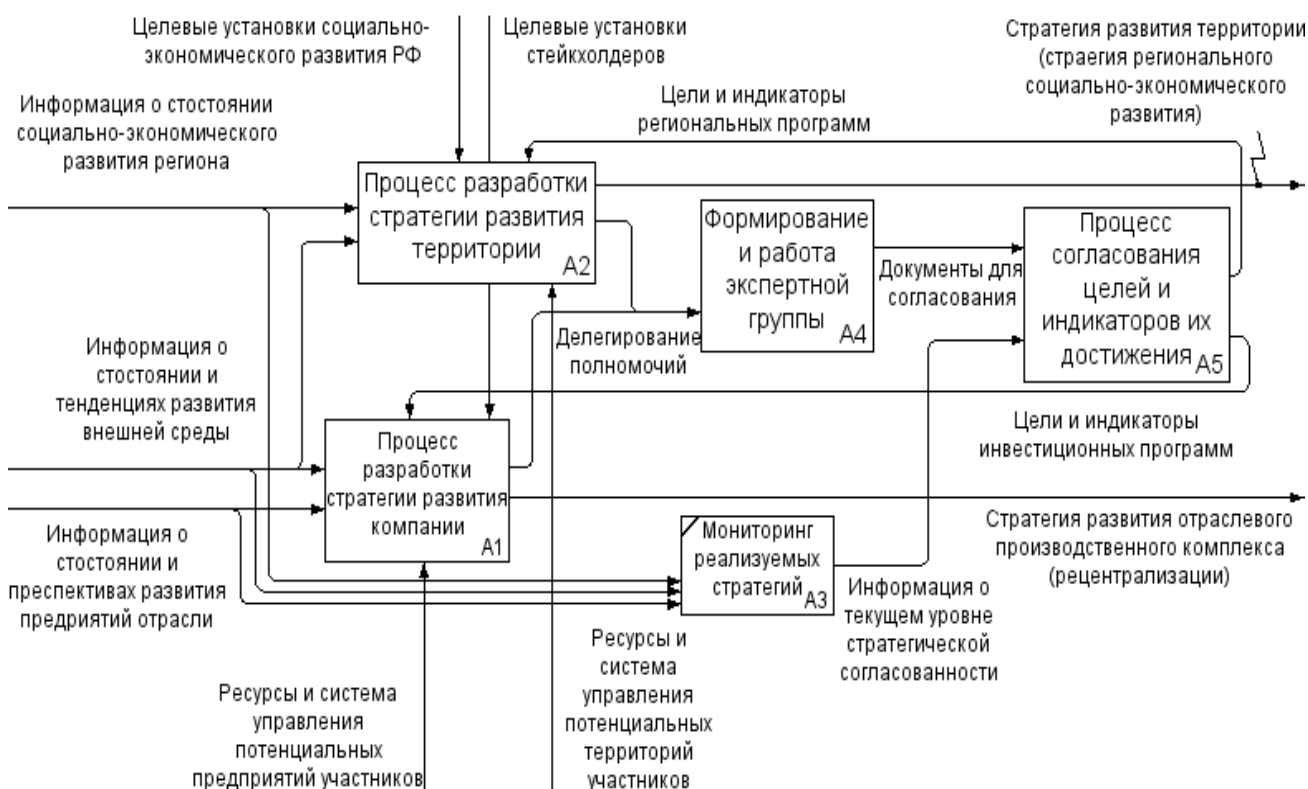 Целевые установки социально-
экономического развития РФ
Целевые установки
стейкхолдеров
Стратегия развития территории
(страегия регионального
социально-экономического
развития)
Цели и индикаторы
региональных программ
Информация о стостоянии
социально-экономического
развития региона
Процесс разработки
стратегии развития
территории
A2
Формирование
и работа
экспертной
группы
A4
Процесс
согласования
целей и
индикаторов их
достижения
A5
Документы для
согласования
Делегирование
полномочий
Информация о
стостоянии и
тенденциях развития
внешней среды
Процесс
разработки
стратегии развития
компании
A1
Цели и индикаторы
инвестиционных программ
Информация о
стостоянии и
преспективах развития
предприятий отрасли
Мониторинг
реализуемых
стратегий
A3
Стратегия развития отраслевого
производственного комплекса
(рецентрализации)
Информация о
текущем уровне
стратегической
согласованности
Ресурсы и система
управления
потенциальных
предприятий участников
Ресурсы и
система
управления
потенциальных
территорий
участников